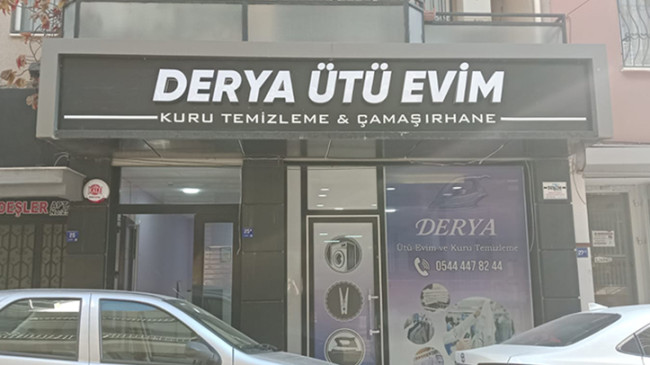 DERYA ÜTÜ EVİM
KURU TEMİZLEME & ÇAMAŞIRHANE
DEŞLER
DERYA
Ütü Evim ve Kuru Temizleme
0544 447 82 44